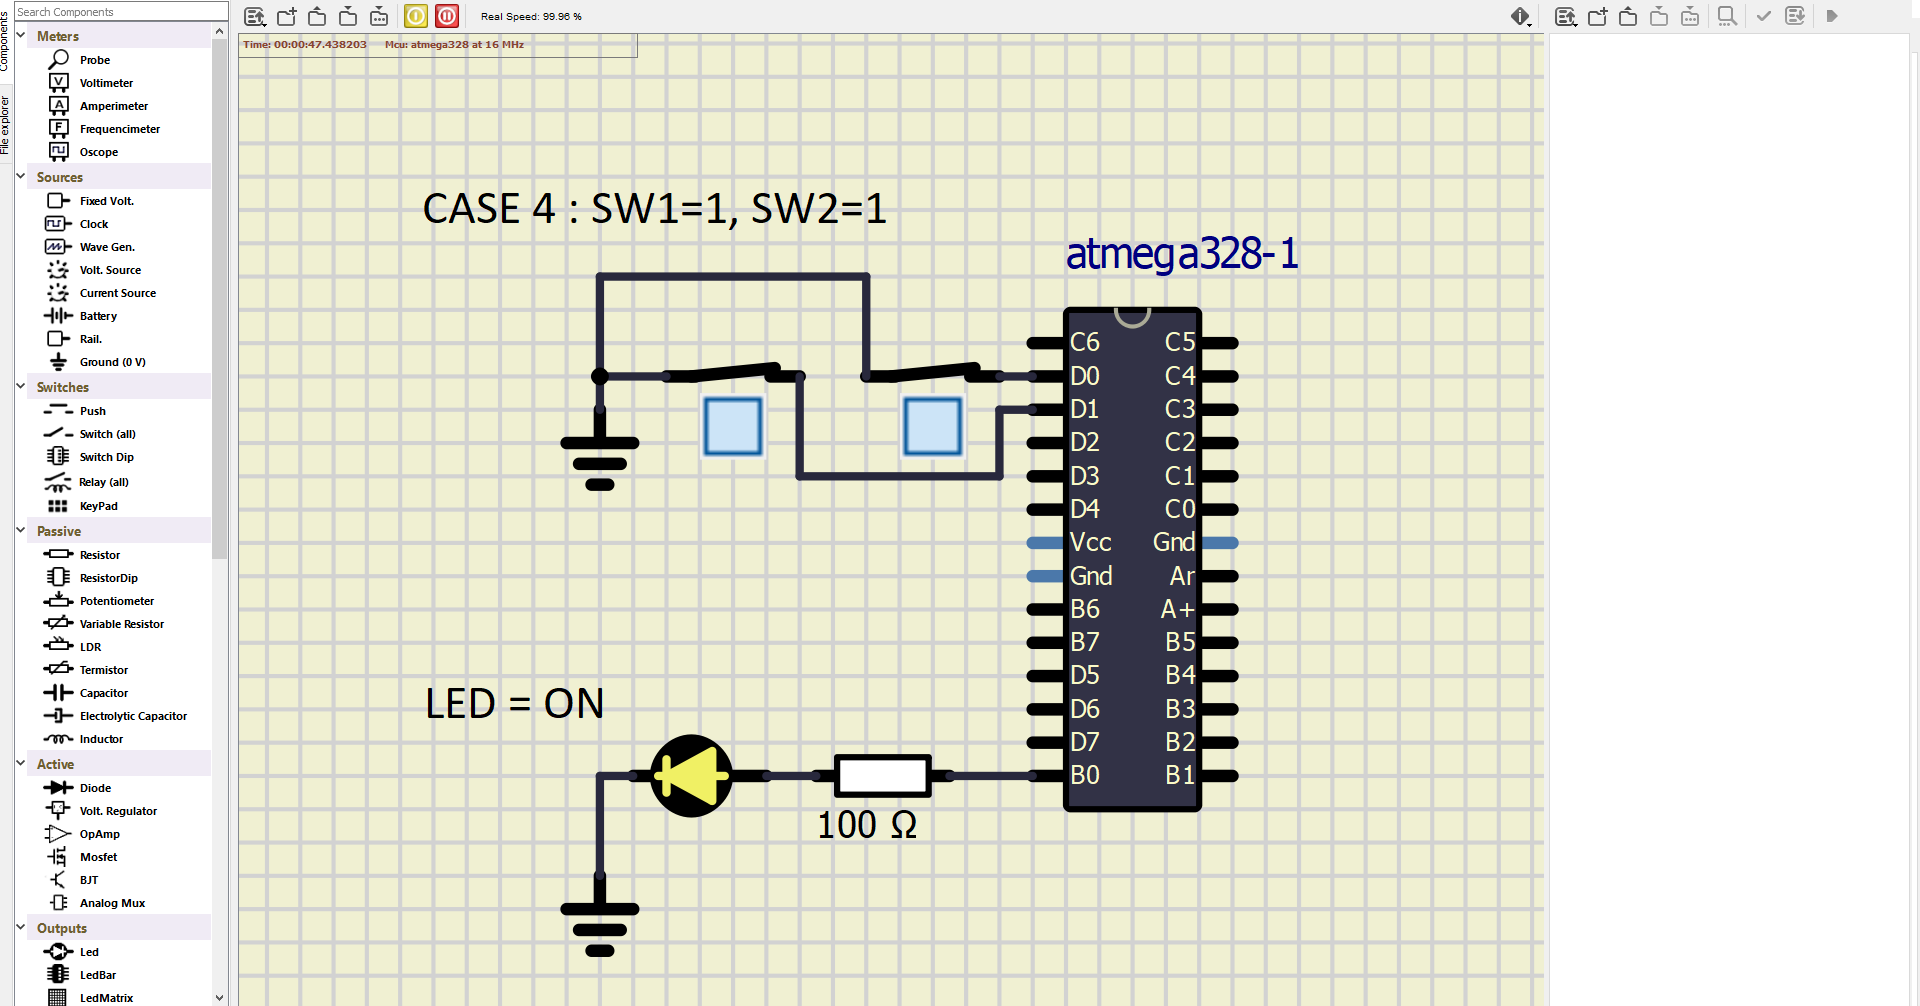 Search Components
Real Speed: 99.96 %
Components
File explorer
Meters
Probe
Voltimeter
Amperimeter
Frequencimeter
Oscope
Sources
Fixed Volt.
Clock
Wave Gen.
Volt. Source
Current Source
Battery
Rail.
Ground (0 V)
Switches
Push
Switch (all)
Switch Dip
Relay (all)
KeyPad
Passive
Resistor
ResistorDip
Potentiometer
Variable Resistor
LDR
Termistor
Capacitor
Electrolytic Capacitor
Inductor
Active
Diode
Volt. Regulator
OpAmp
Mosfet
BJT
Analog Mux
Outputs
Led
LedBar
LedMatrix
Time: 00:00:47.438203 Mcu: atmega328 at 16 MHz
CASE 4 : SW1=1, SW2=1
atmega328-1
C6 C5
D0 C4
D1 C3
D2 C2
D3 C1
D4 C0
Vcc Gnd
Gnd Ar
B6 A+
B7 B5
D5 B4
D6 B3
D7 B2
B0 B1
LED = ON
100 Ω